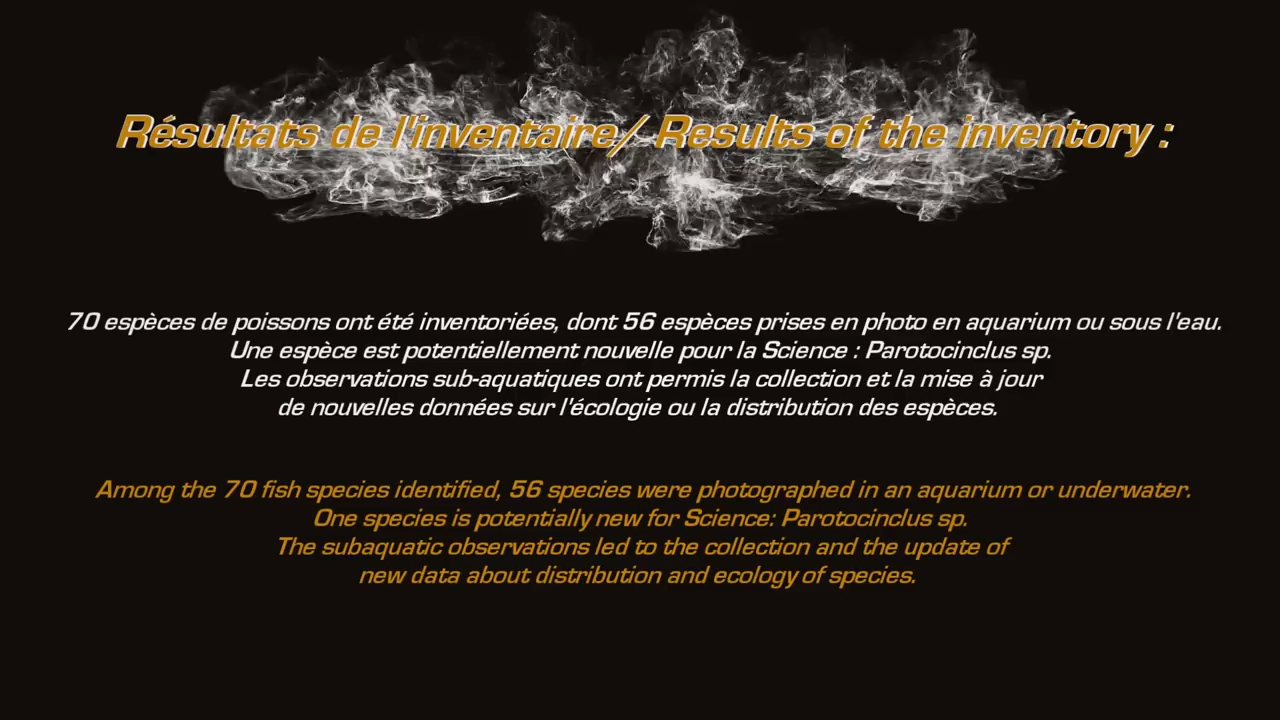 Résultats de l'inventaire/ Results of the inventory :
70 espèces de poissons ont été inventoriées, dont 56 espèces prises en photo en aquarium ou sous l'eau.
Une espèce est potentiellement nouvelle pour la Science : Parotocinclus sp.
Les observations sub-aquatiques ont permis la collection et la mise à jour
de nouvelles données sur l'écologie ou la distribution des espèces.
Among the 70 fish species identified, 56 species were photographed in an aquarium or underwater.
One species is potentially new for Science: Parotocinclus sp.
The subaquatic observations led to the collection and the update of
new data about distribution and ecology of species.